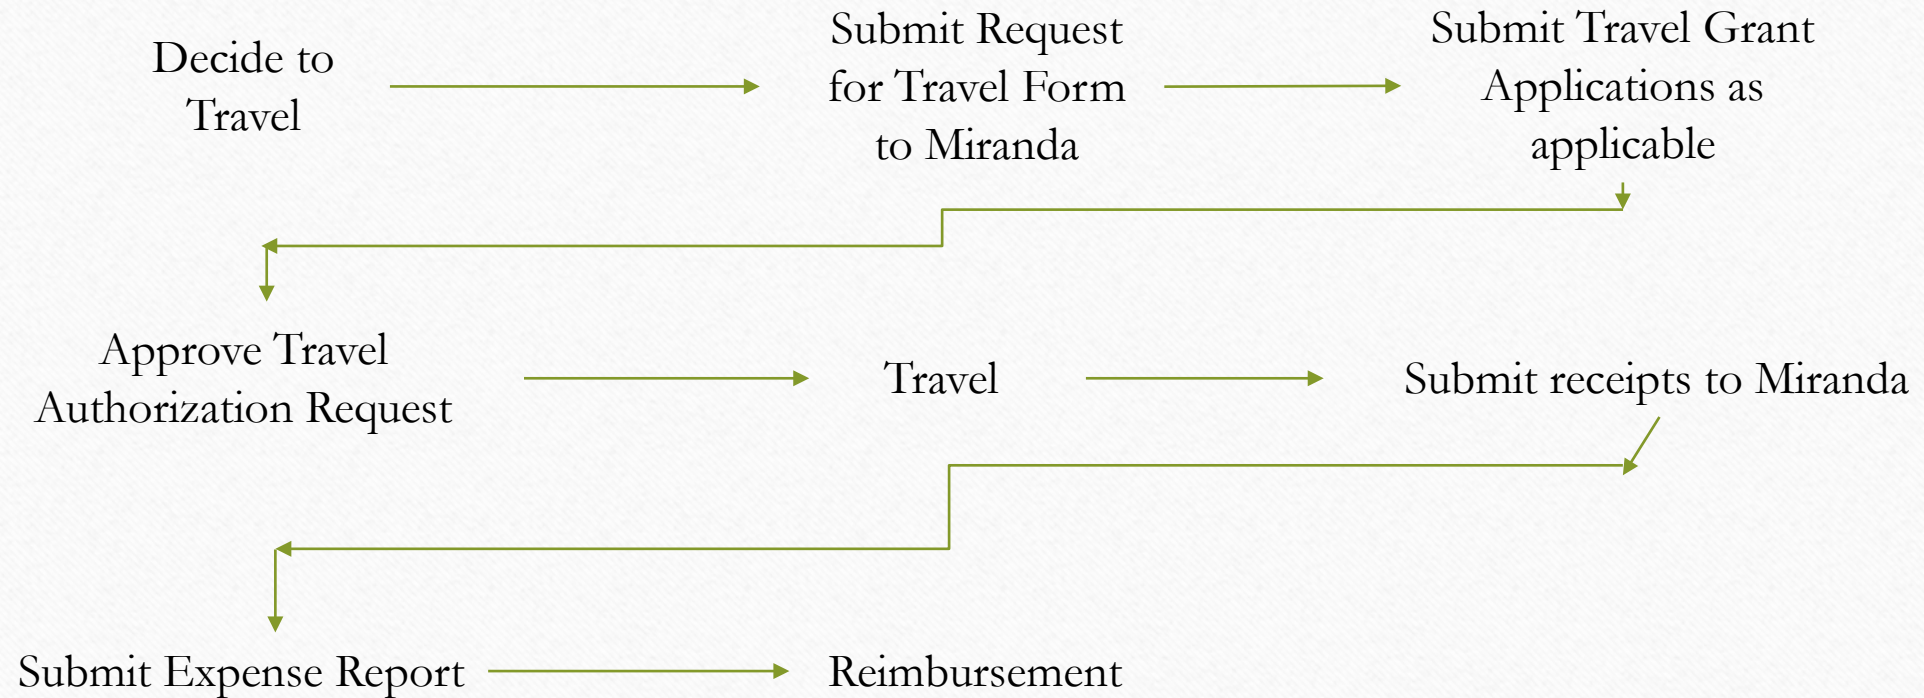 Decide to
Travel
Submit Request
for Travel Form
to Miranda
Submit Travel Grant
Applications as
applicable
Approve Travel
Authorization Request
Travel
Submit receipts to Miranda
Submit Expense Report
Reimbursement